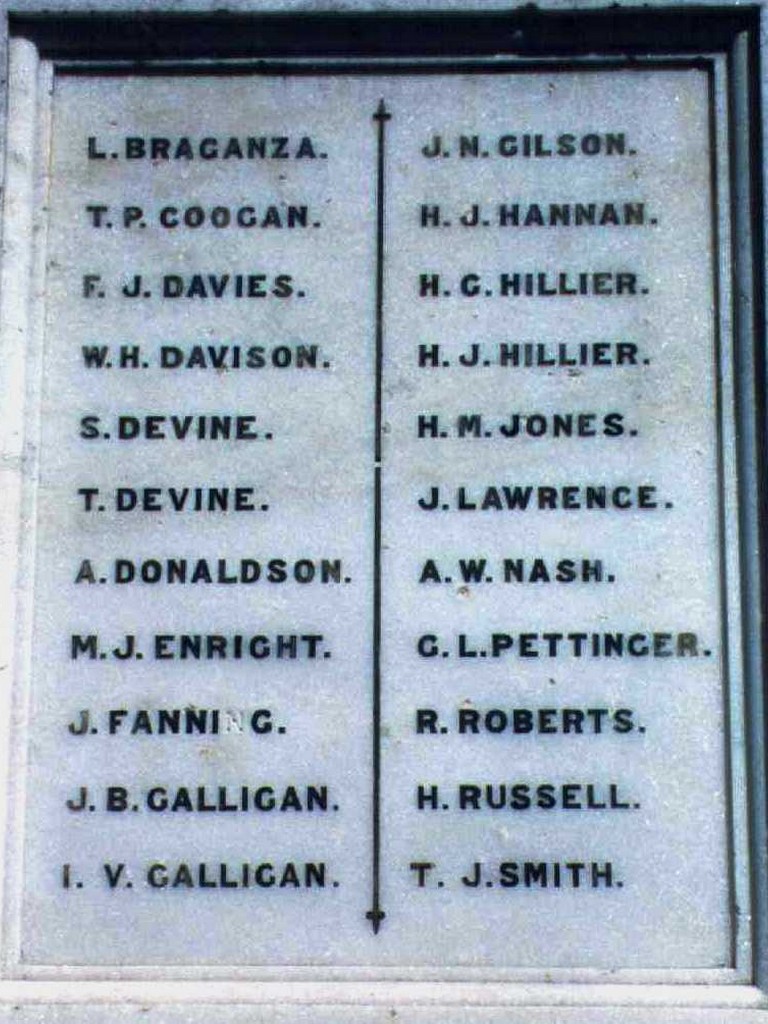 L. BRAGANZA.
T. P. COOGAN.
F. J. DAVIES.
W. H. DAVISON.
S. DEVINE.
T. DEVINE.
A. DONALDSON.
M. J. ENRIGHT.
J. FANNING.
J. B. GALLIGAN.
I. V. GALLIGAN.
J. N. GILSON.
H. J. HANNAN.
H. G. HILLIER.
H. J. HILLIER.
H. M. JONES.
J. LAWRENCE.
A. W. NASH.
G. L. PETTINGER.
R. ROBERTS.
H. RUSSELL.
T. J. SMITH.